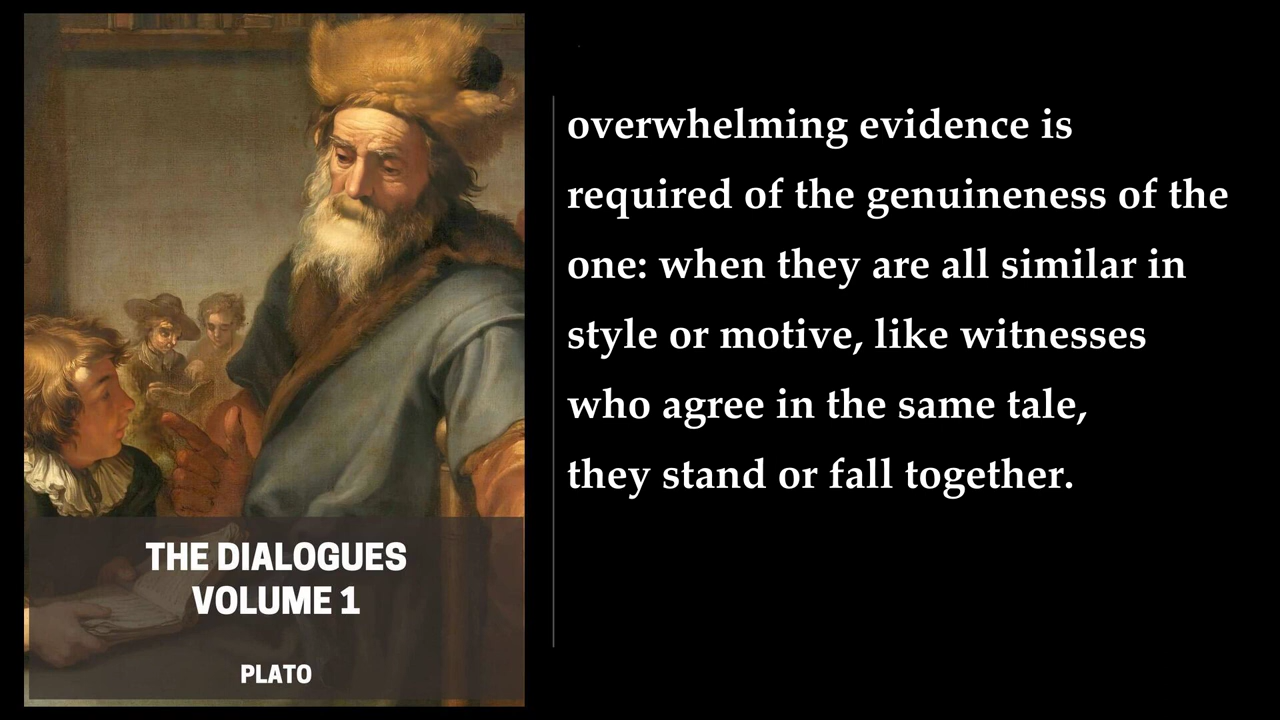 overwhelming evidence is
required of the genuineness of the
one: when they are all similar in
style or motive, like witnesses
who agree in the same tale,
they stand or fall together.
THE DIALOGUES
VOLUME 1
PLATO